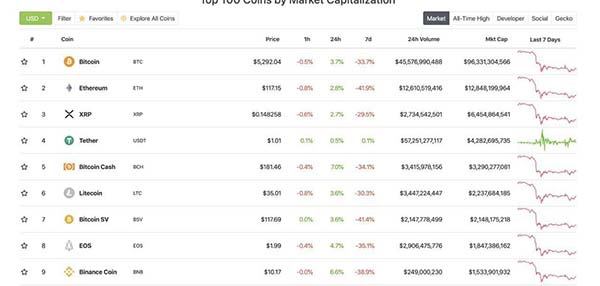 Top 100 Coins by Market Capitalization
USD Filter Favorites Explore All Coins Market All-Time High Developer Social Gecko
# Coin Price 1h 24h 7d 24h Volume Mkt Cap Last 7 Days
1 Bitcoin BTC $5,292.04 -0.5% 3.7% -33.7% $45,576,990,488 $96,331,304,566
2 Ethereum ETH $117.15 -0.8% 2.8% -41.9% $12,610,519,416 $12,848,199,964
3 XRP XRP $0.148258 -0.6% 2.7% -29.5% $2,734,542,501 $6,454,864,541
4 Tether USDT $1.01 0.1% 0.5% 0.1% $57,251,277,117 $4,282,695,735
5 Bitcoin Cash BCH $181.46 -0.4% 7.0% -34.1% $3,415,978,156 $3,290,277,081
6 Litecoin LTC $35.01 -0.8% 3.6% -30.3% $3,447,224,447 $2,237,684,185
7 Bitcoin SV BSV $117.69 0.0% 3.6% -41.4% $2,147,778,499 $2,148,175,218
8 EOS EOS $1.99 -0.4% 4.7% -35.1% $2,906,475,776 $1,847,386,162
9 Binance Coin BNB $10.17 -0.0% 6.6% -38.9% $249,000,230 $1,533,901,932